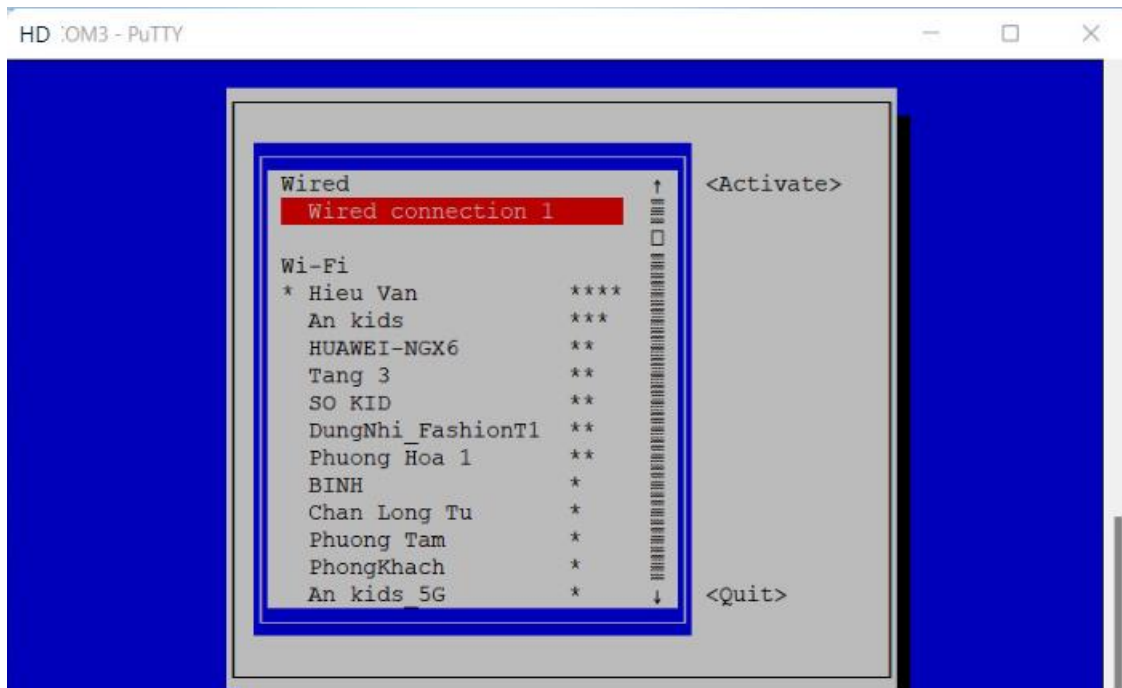 HD COM3 - PuTTY
Wired <Activate>
Wired connection 1
Wi-Fi
* Hieu Van ****
An kids ***
HUAWEI-NGX6 **
Tang 3 **
SO KID **
DungNhi_FashionT1 **
Phuong Hoa 1 **
BINH *
Chan Long Tu *
Phuong Tam *
PhongKhach *
An kids_5G * <Quit>